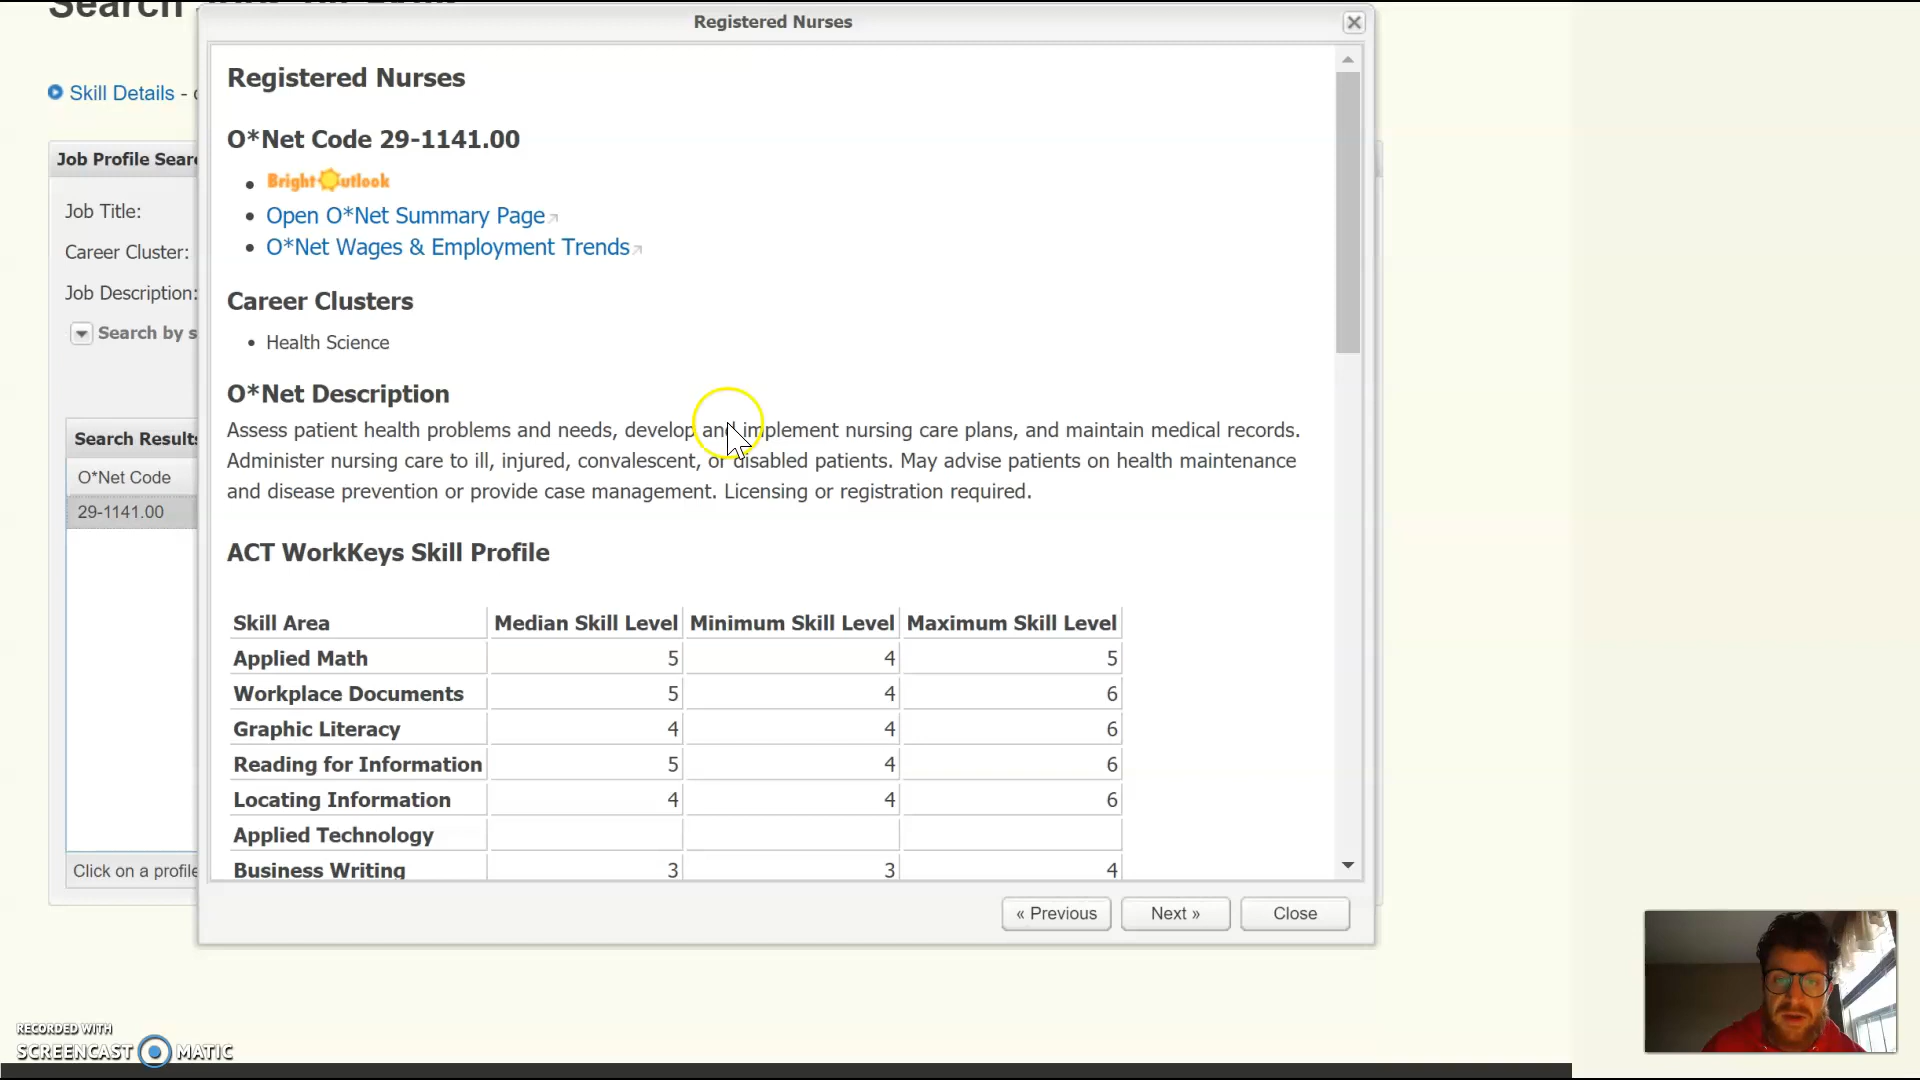 Registered Nurses
Registered Nurses
O*Net Code 29-1141.00
Bright Outlook
Open O*Net Summary Page
O*Net Wages & Employment Trends
Career Clusters
Health Science
O*Net Description
Assess patient health problems and needs, develop and implement nursing care plans, and maintain medical records.
Administer nursing care to ill, injured, convalescent, or disabled patients. May advise patients on health maintenance
and disease prevention or provide case management. Licensing or registration required.
ACT WorkKeys Skill Profile
Skill Area Median Skill Level Minimum Skill Level Maximum Skill Level
Applied Math 5 4 5
Workplace Documents 5 4 6
Graphic Literacy 4 4 6
Reading for Information 5 4 6
Locating Information 4 4 6
Applied Technology
Business Writing 3 3 4
« Previous Next » Close
Search
Skill Details -
Job Profile Sear
Job Title:
Career Cluster:
Job Description:
Search by s
Search Results
O*Net Code
29-1141.00
Click on a profile
RECORDED WITH
SCREENCAST MATIC